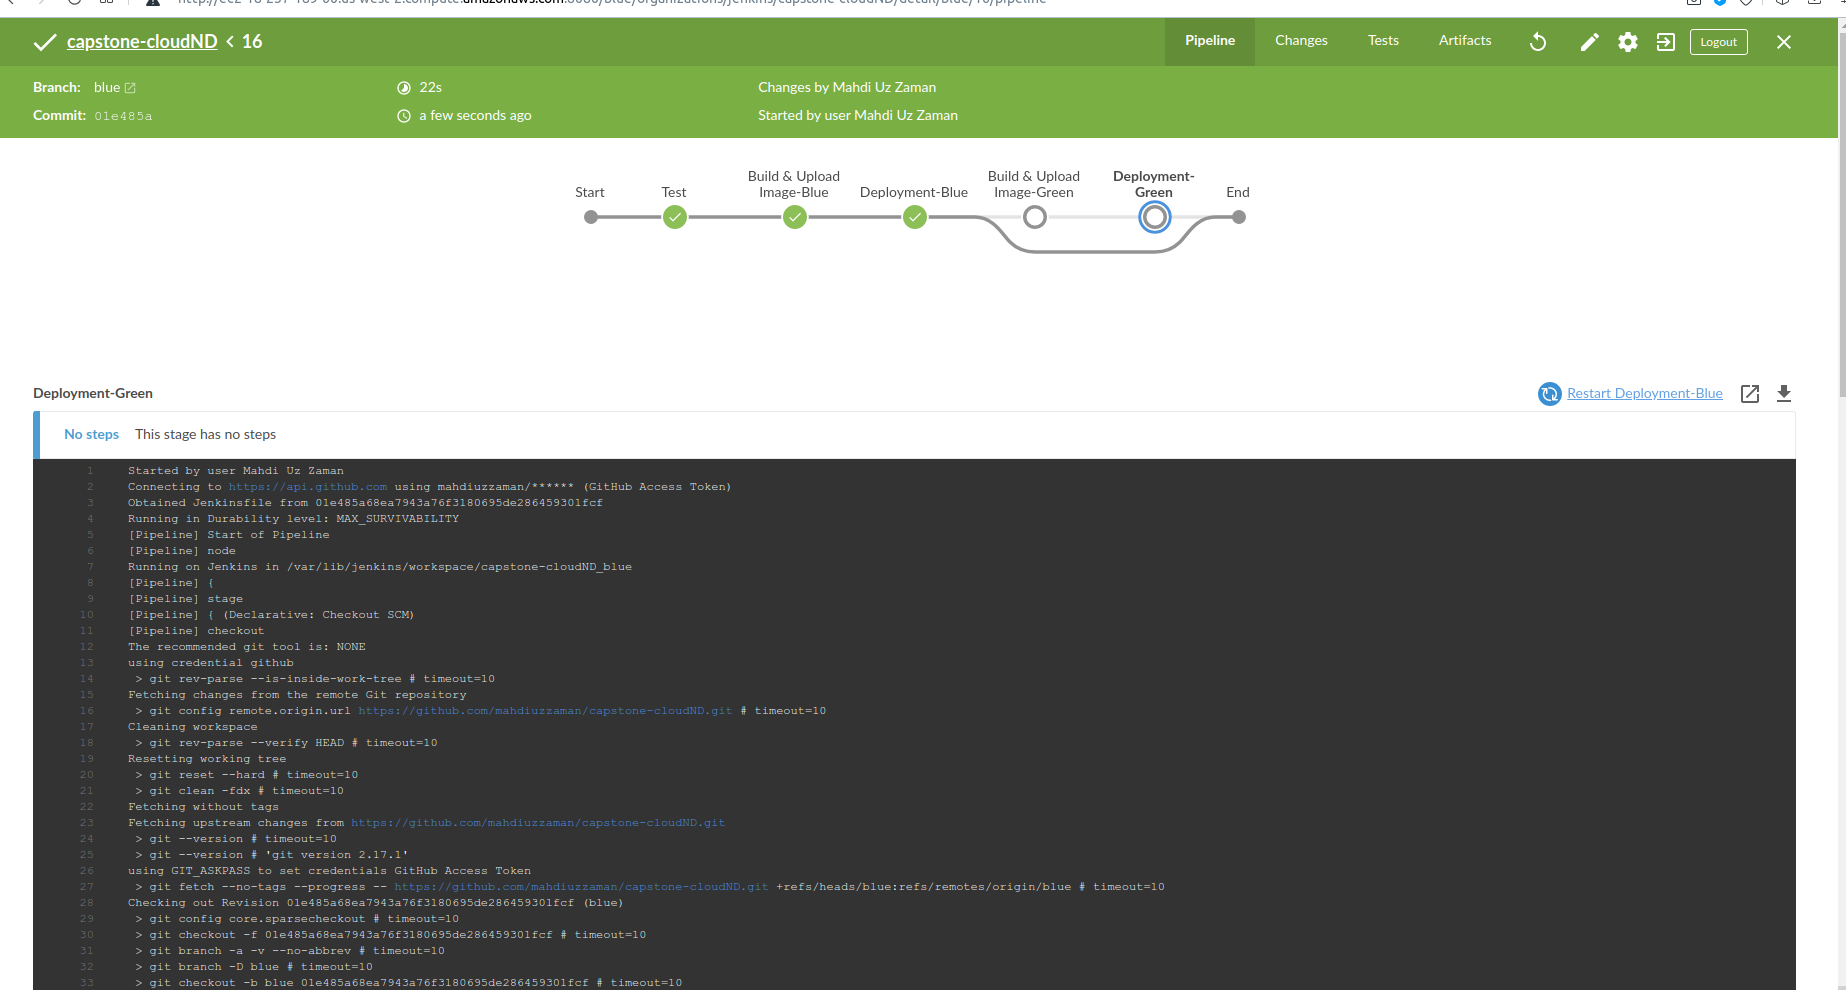 capstone-cloudND < 16
Pipeline Changes Tests Artifacts Logout
Branch: blue
22s
Changes by Mahdi Uz Zaman
Commit: 01e485a
a few seconds ago
Started by user Mahdi Uz Zaman
Start
Test
Build & Upload
Image-Blue
Deployment-Blue
Build & Upload
Image-Green
Deployment-
Green
End
Deployment-Green
Restart Deployment-Blue
No steps This stage has no steps
1 Started by user Mahdi Uz Zaman
2 Connecting to https://api.github.com using mahdiuzzaman/****** (GitHub Access Token)
3 Obtained Jenkinsfile from 01e485a68ea7943a76f3180695de286459301fcf
4 Running in Durability level: MAX_SURVIVABILITY
5 [Pipeline] Start of Pipeline
6 [Pipeline] node
7 Running on Jenkins in /var/lib/jenkins/workspace/capstone-cloudND_blue
8 [Pipeline] {
9 [Pipeline] stage
10 [Pipeline] { (Declarative: Checkout SCM)
11 [Pipeline] checkout
12 The recommended git tool is: NONE
13 using credential github
14 > git rev-parse --is-inside-work-tree # timeout=10
15 Fetching changes from the remote Git repository
16 > git config remote.origin.url https://github.com/mahdiuzzaman/capstone-cloudND.git # timeout=10
17 Cleaning workspace
18 > git rev-parse --verify HEAD # timeout=10
19 Resetting working tree
20 > git reset --hard # timeout=10
21 > git clean -fdx # timeout=10
22 Fetching without tags
23 Fetching upstream changes from https://github.com/mahdiuzzaman/capstone-cloudND.git
24 > git --version # timeout=10
25 > git --version # 'git version 2.17.1'
26 using GIT_ASKPASS to set credentials GitHub Access Token
27 > git fetch --no-tags --progress -- https://github.com/mahdiuzzaman/capstone-cloudND.git +refs/heads/blue:refs/remotes/origin/blue # timeout=10
28 Checking out Revision 01e485a68ea7943a76f3180695de286459301fcf (blue)
29 > git config core.sparsecheckout # timeout=10
30 > git checkout -f 01e485a68ea7943a76f3180695de286459301fcf # timeout=10
31 > git branch -a -v --no-abbrev # timeout=10
32 > git branch -D blue # timeout=10
33 > git checkout -b blue 01e485a68ea7943a76f3180695de286459301fcf # timeout=10